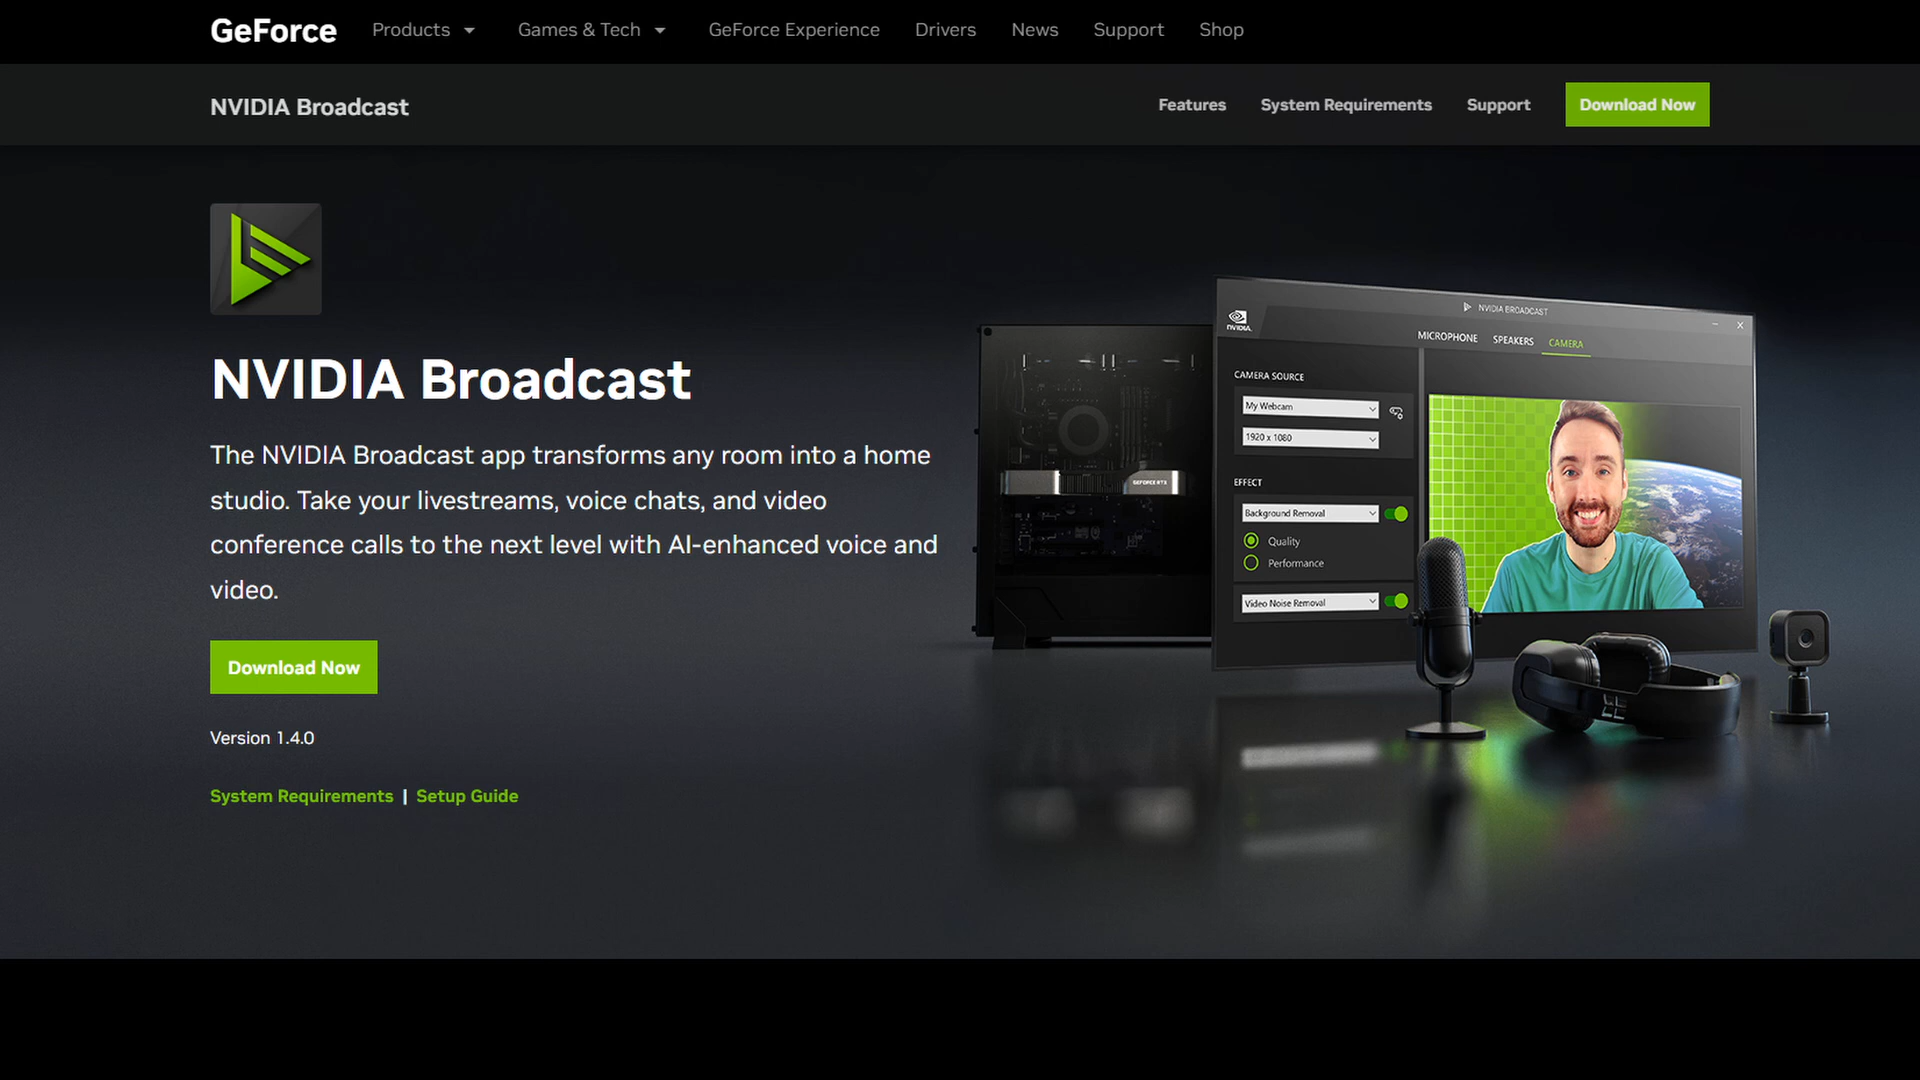 GeForce Products Games & Tech GeForce Experience Drivers News Support Shop
NVIDIA Broadcast Features System Requirements Support Download Now
NVIDIA Broadcast
The NVIDIA Broadcast app transforms any room into a home
studio. Take your livestreams, voice chats, and video
conference calls to the next level with AI-enhanced voice and
video.
Download Now
Version 1.4.0
System Requirements | Setup Guide
NVIDIA BROADCAST
NVIDIA.
MICROPHONE SPEAKERS CAMERA
CAMERA SOURCE
My Webcam
1920 x 1080
EFFECT
Background Removal
Quality
Performance
Video Noise Removal
GEFORCE RTX